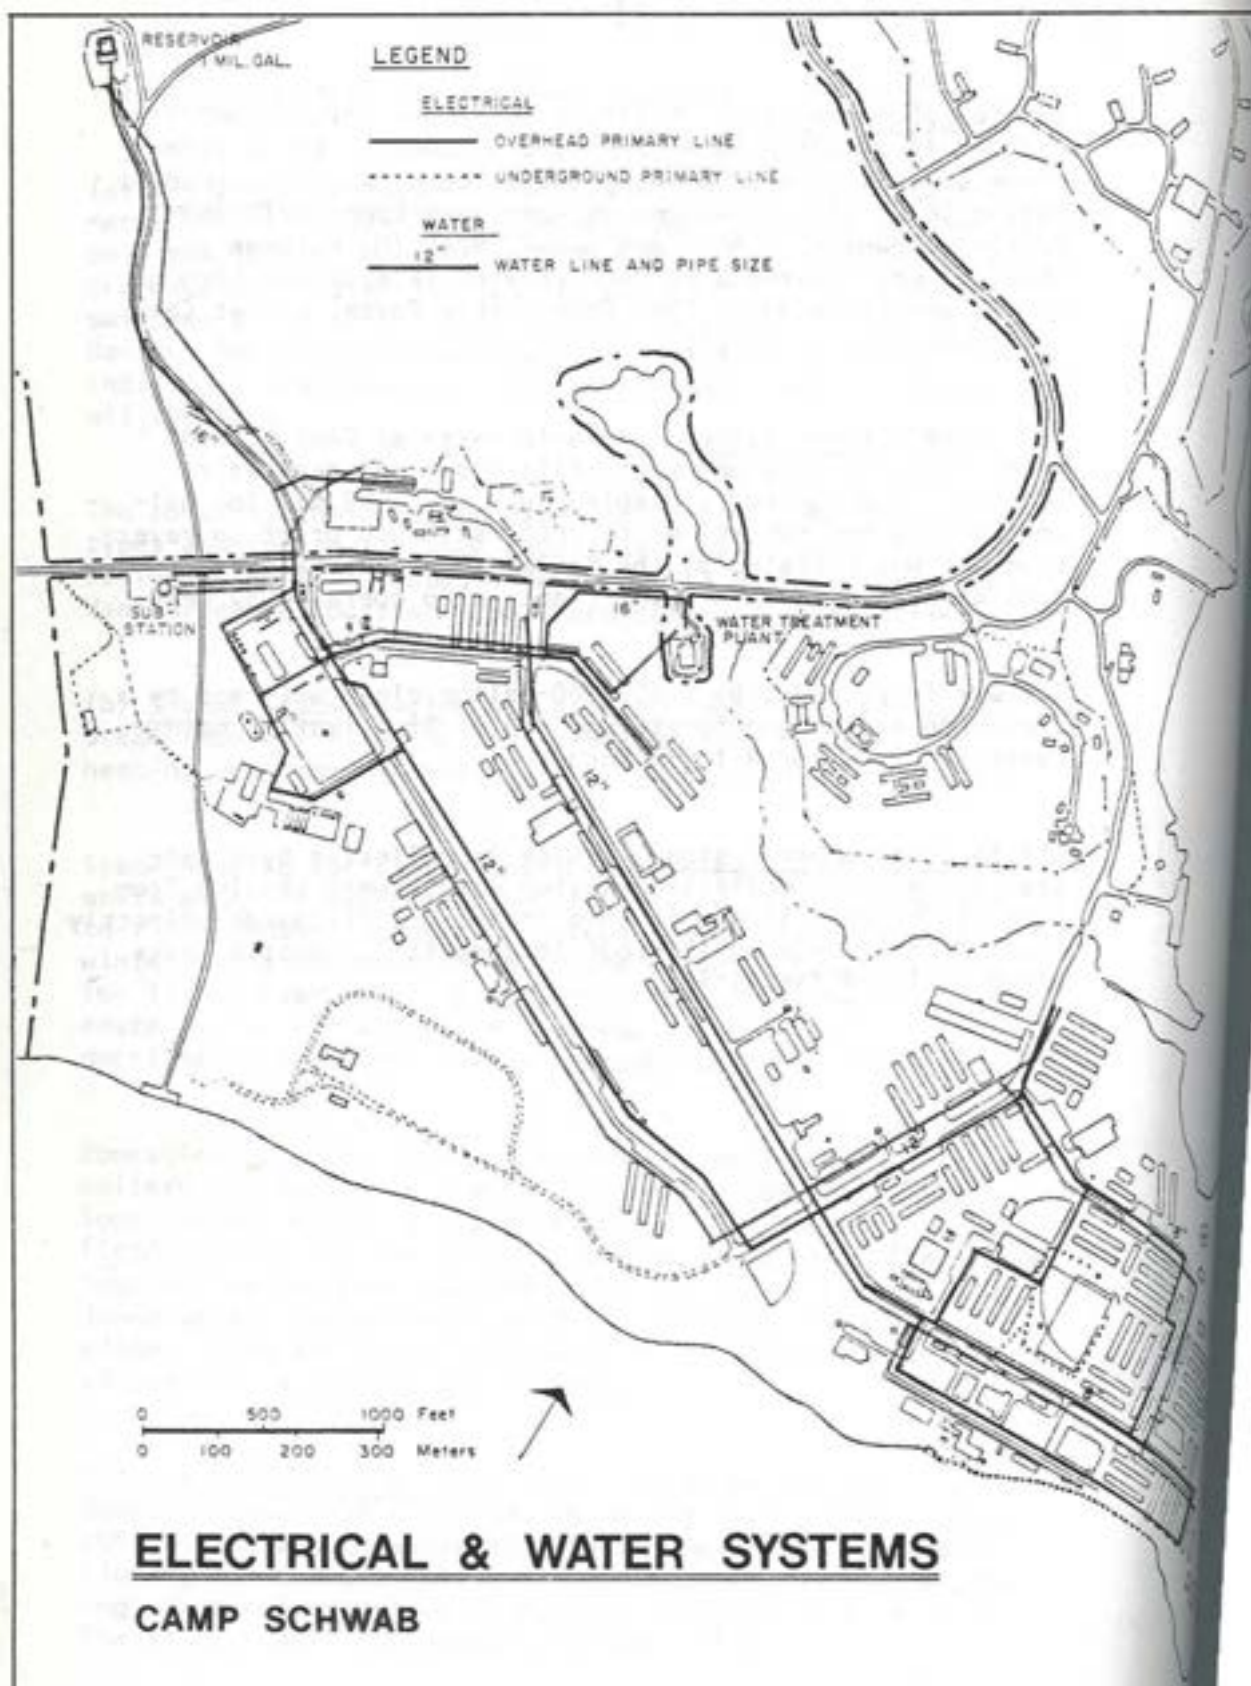 RESERVOIR
1 MIL. GAL.
LEGEND
ELECTRICAL
OVERHEAD PRIMARY LINE
UNDERGROUND PRIMARY LINE
WATER
12"
WATER LINE AND PIPE SIZE
16"
SUB-
STATION
16"
WATER TREATMENT
PLANT
12"
12"
12"
0 500 1000 Feet
0 100 200 300 Meters
ELECTRICAL & WATER SYSTEMS
CAMP SCHWAB